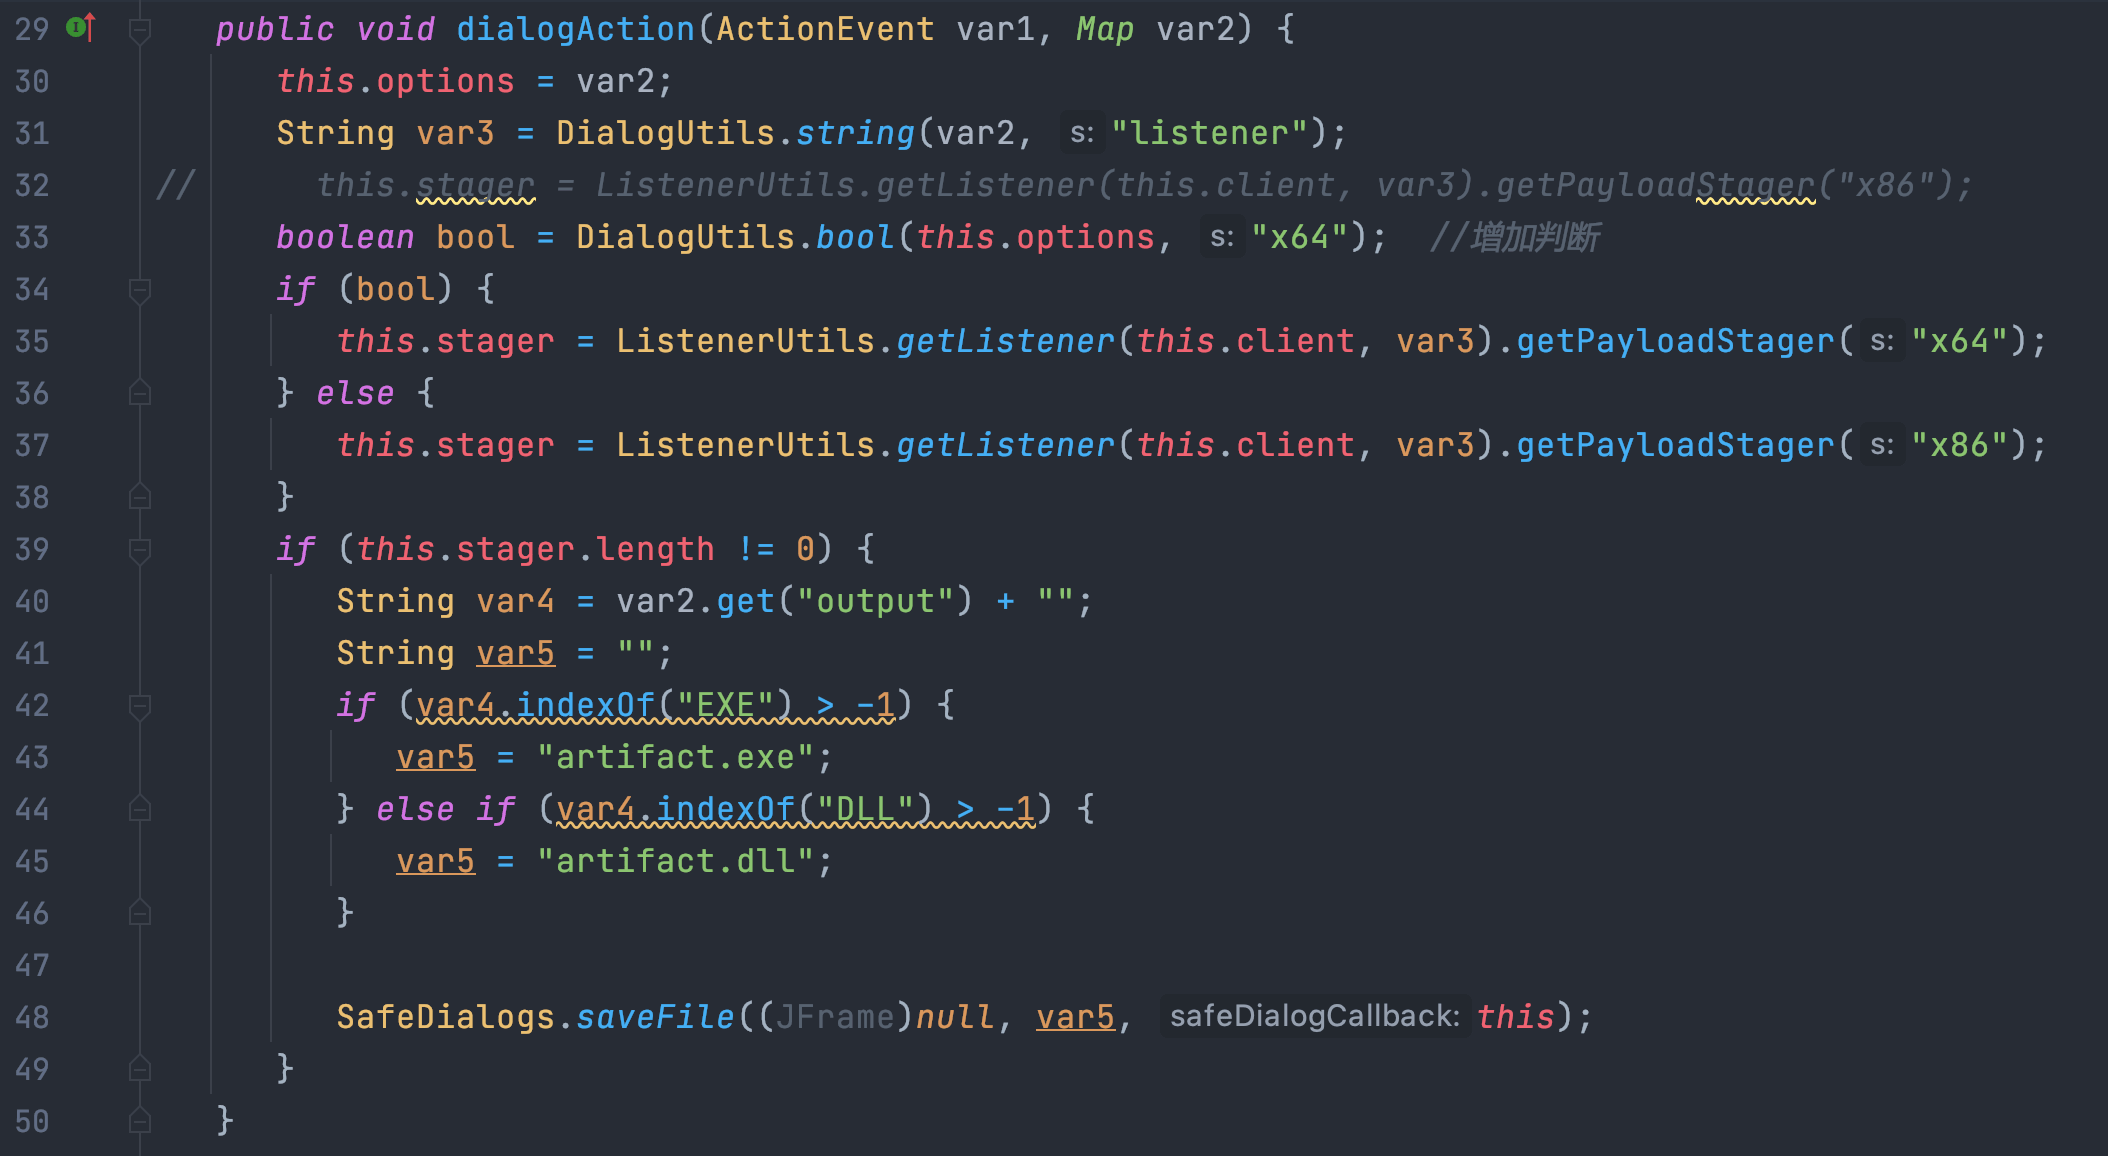 29 public void dialogAction(ActionEvent var1, Map var2) {
30 this.options = var2;
31 String var3 = DialogUtils.string(var2, s: "listener");
32 // this.stager = ListenerUtils.getListener(this.client, var3).getPayloadStager("x86");
33 boolean bool = DialogUtils.bool(this.options, s: "x64"); //增加判断
34 if (bool) {
35 this.stager = ListenerUtils.getListener(this.client, var3).getPayloadStager( s: "x64");
36 } else {
37 this.stager = ListenerUtils.getListener(this.client, var3).getPayloadStager( s: "x86");
38 }
39 if (this.stager.length != 0) {
40 String var4 = var2.get("output") + "";
41 String var5 = "";
42 if (var4.indexOf("EXE") > -1) {
43 var5 = "artifact.exe";
44 } else if (var4.indexOf("DLL") > -1) {
45 var5 = "artifact.dll";
46 }
47
48 SafeDialogs.saveFile((JFrame)null, var5, safeDialogCallback: this);
49 }
50 }